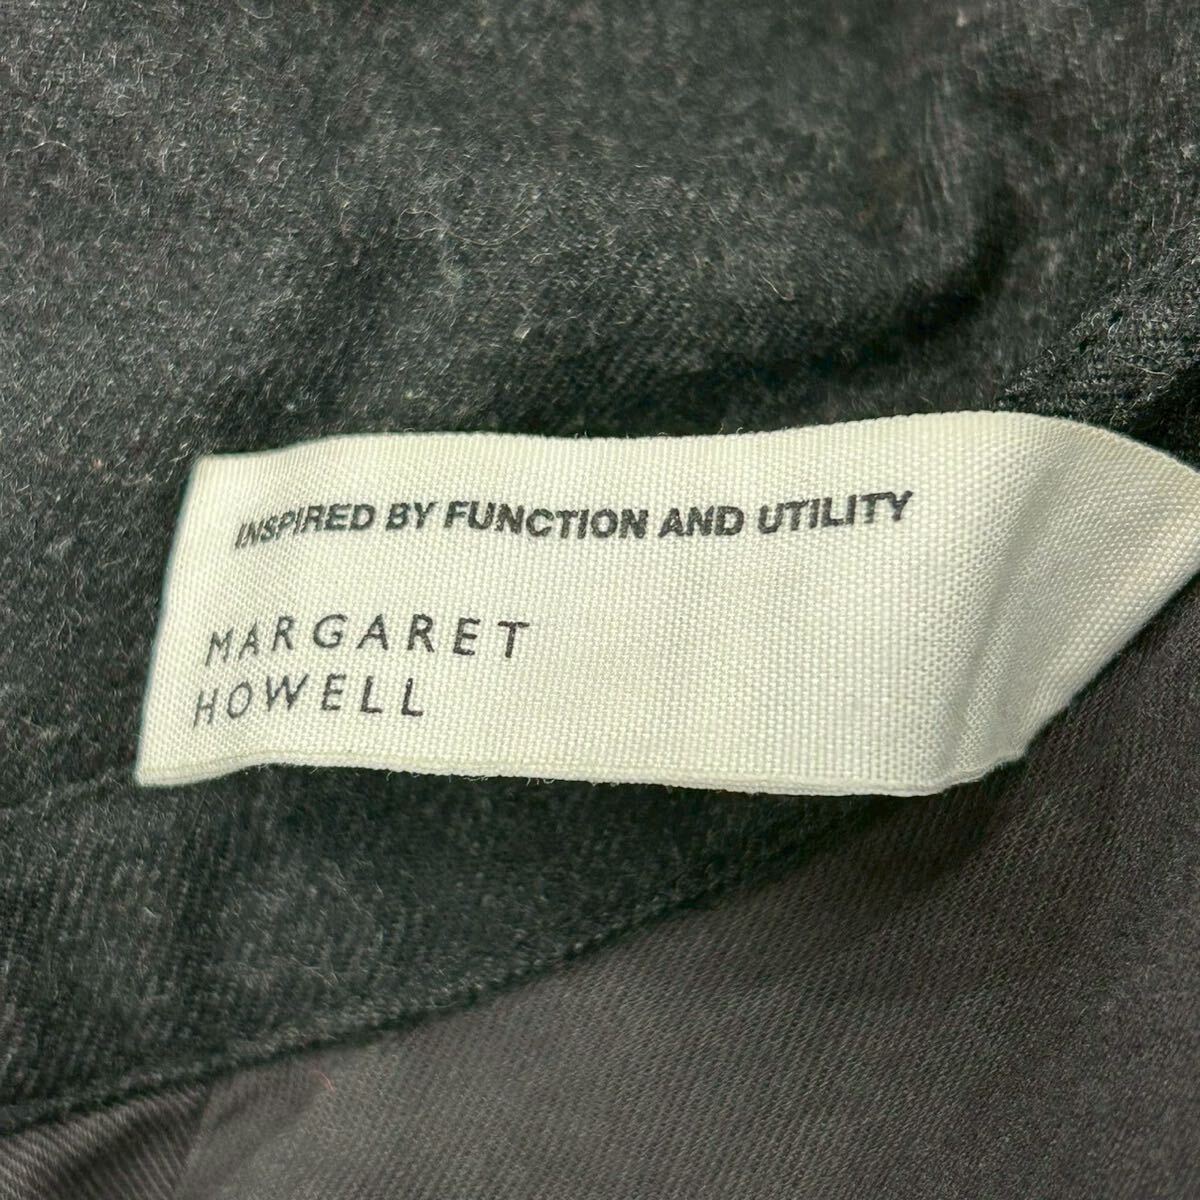 INSPIRED BY FUNCTION AND UTILITY
MARGARET
HOWELL